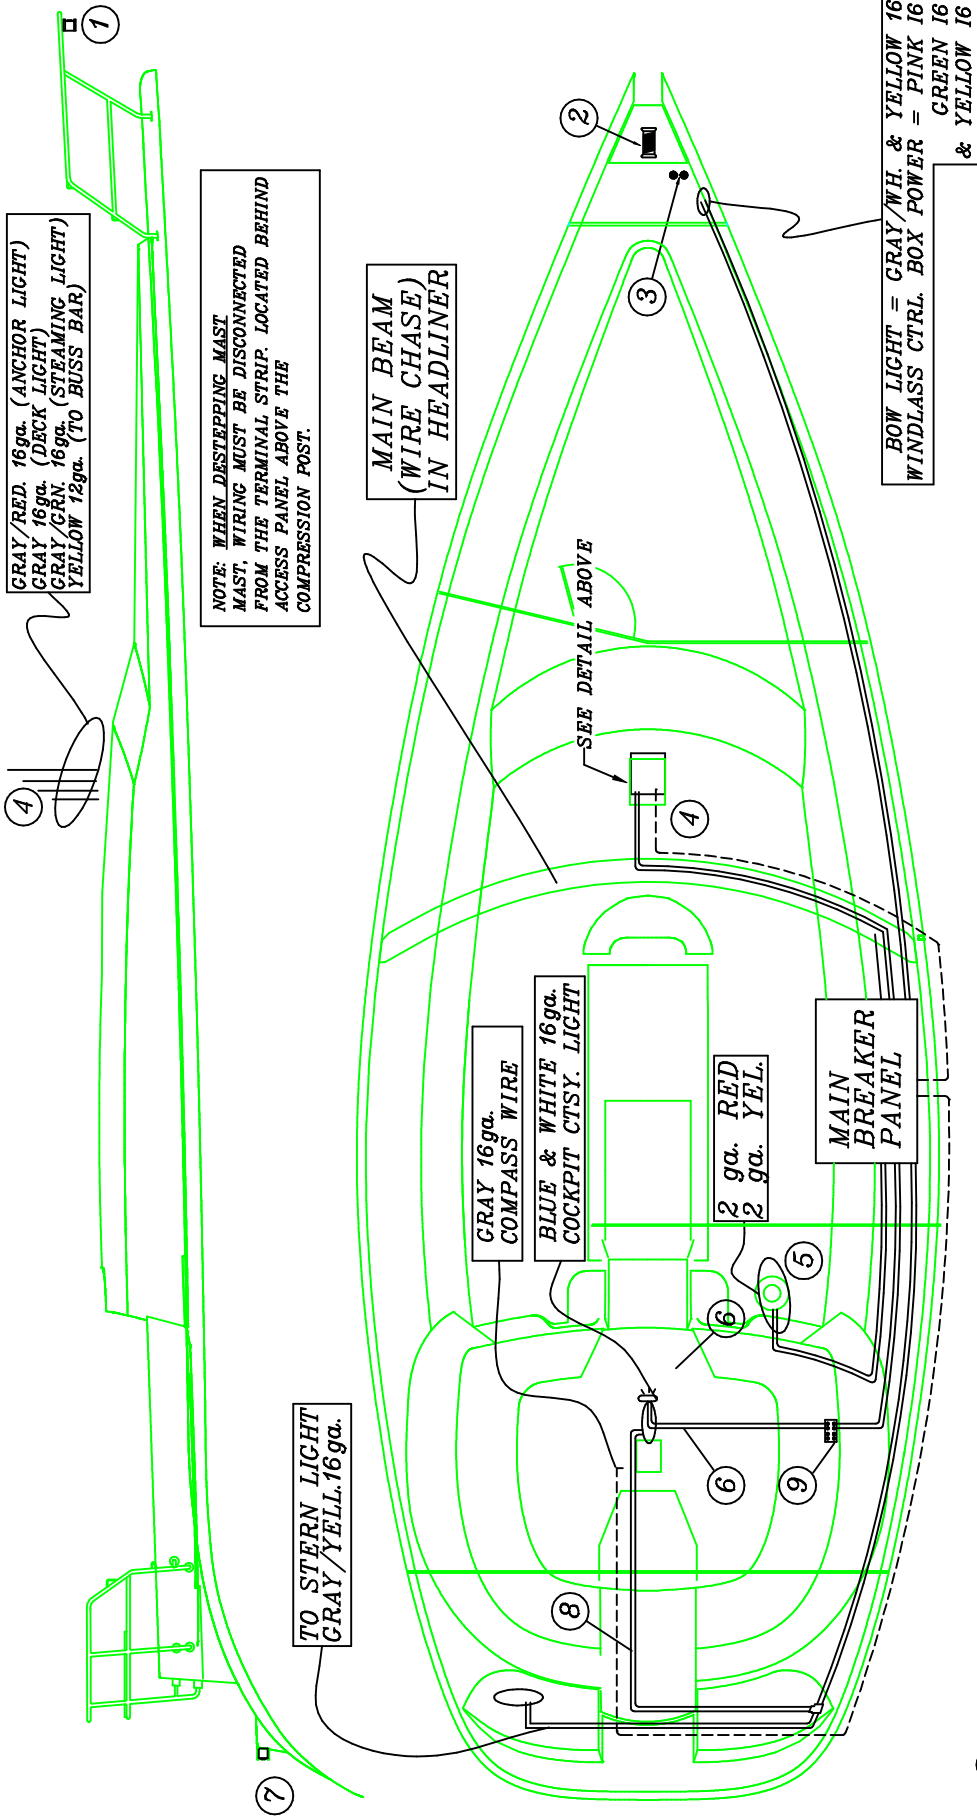 1
GRAY/RED. 16ga. (ANCHOR LIGHT)
GRAY 16ga. (DECK LIGHT)
GRAY/GRN. 16ga. (STEAMING LIGHT)
YELLOW 12ga. (TO BUSS BAR)
4
NOTE: WHEN DESTEPPING MAST
MAST, WIRING MUST BE DISCONNECTED
FROM THE TERMINAL STRIP. LOCATED BEHIND
ACCESS PANEL ABOVE THE
COMPRESSION POST.
7
MAIN BEAM
(WIRE CHASE)
IN HEADLINER
2
3
SEE DETAIL ABOVE
4
BOW LIGHT = GRAY/WH. & YELLOW 16
WINDLASS CTRL. BOX POWER = PINK 16
GREEN 16
& YELLOW 16
GRAY 16ga.
COMPASS WIRE
BLUE & WHITE 16ga.
COCKPIT CTSY. LIGHT
2 ga. RED
2 ga. YEL.
MAIN
BREAKER
PANEL
5
6
6
9
TO STERN LIGHT
GRAY/YELL.16ga.
8